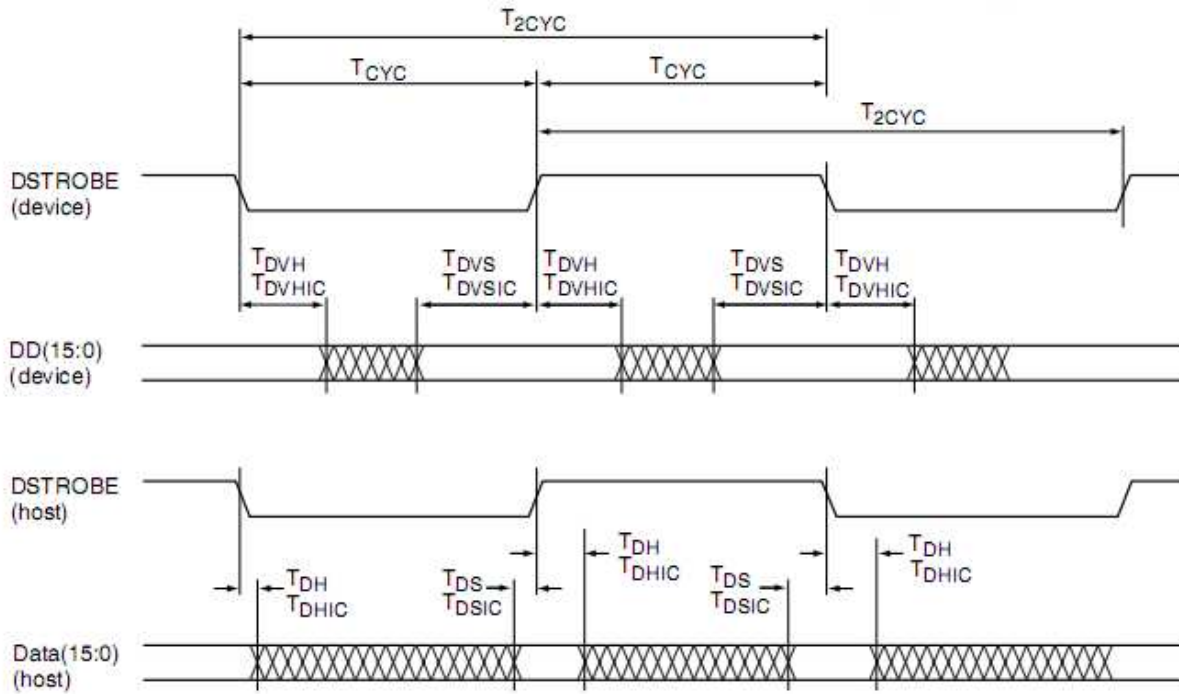 T2CYC
TCYC TCYC
T2CYC
DSTROBE
(device)
TDVH TDVS TDVH TDVS TDVH
TDVHIC TDVSIC TDVHIC TDVSIC TDVHIC
DD(15:0)
(device)
DSTROBE
(host)
TDH TDH
TDHIC TDHIC
TDH TDS TDS
TDHIC TDSIC TDSIC
Data(15:0)
(host)